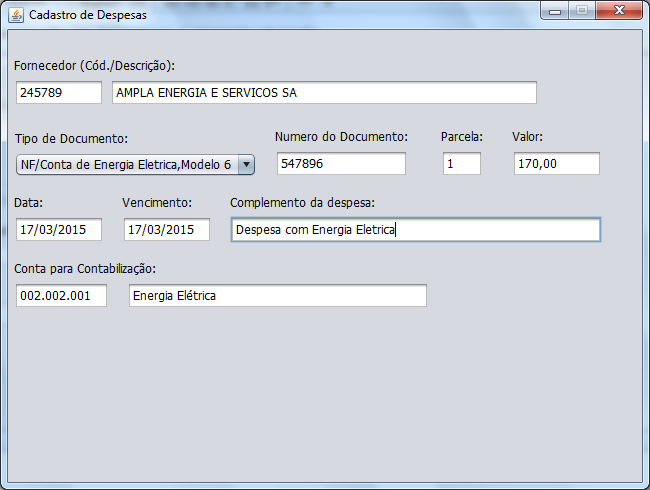 Cadastro de Despesas
Fornecedor (Cód./Descrição):
245789 AMPLA ENERGIA E SERVICOS SA
Tipo de Documento: Numero do Documento: Parcela: Valor:
NF/Conta de Energia Eletrica,Modelo 6 547896 1 170,00
Data: Vencimento: Complemento da despesa:
17/03/2015 17/03/2015 Despesa com Energia Eletrica
Conta para Contabilização:
002.002.001 Energia Elétrica